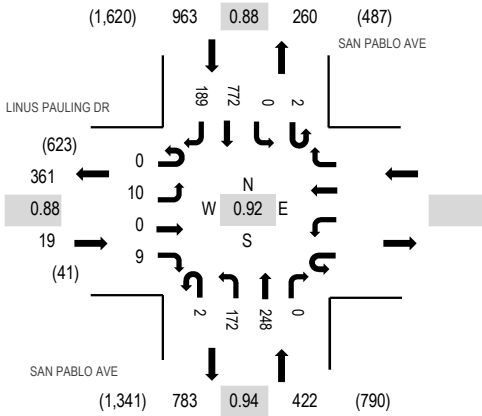 (1,620) 963 0.88 260 (487)
SAN PABLO AVE
189 772 0 2
LINUS PAULING DR
(623)
0
361
10
N
0.88
W 0.92 E
0
19
S
9
(41)
2 172 248 0
SAN PABLO AVE
(1,341) 783 0.94 422 (790)